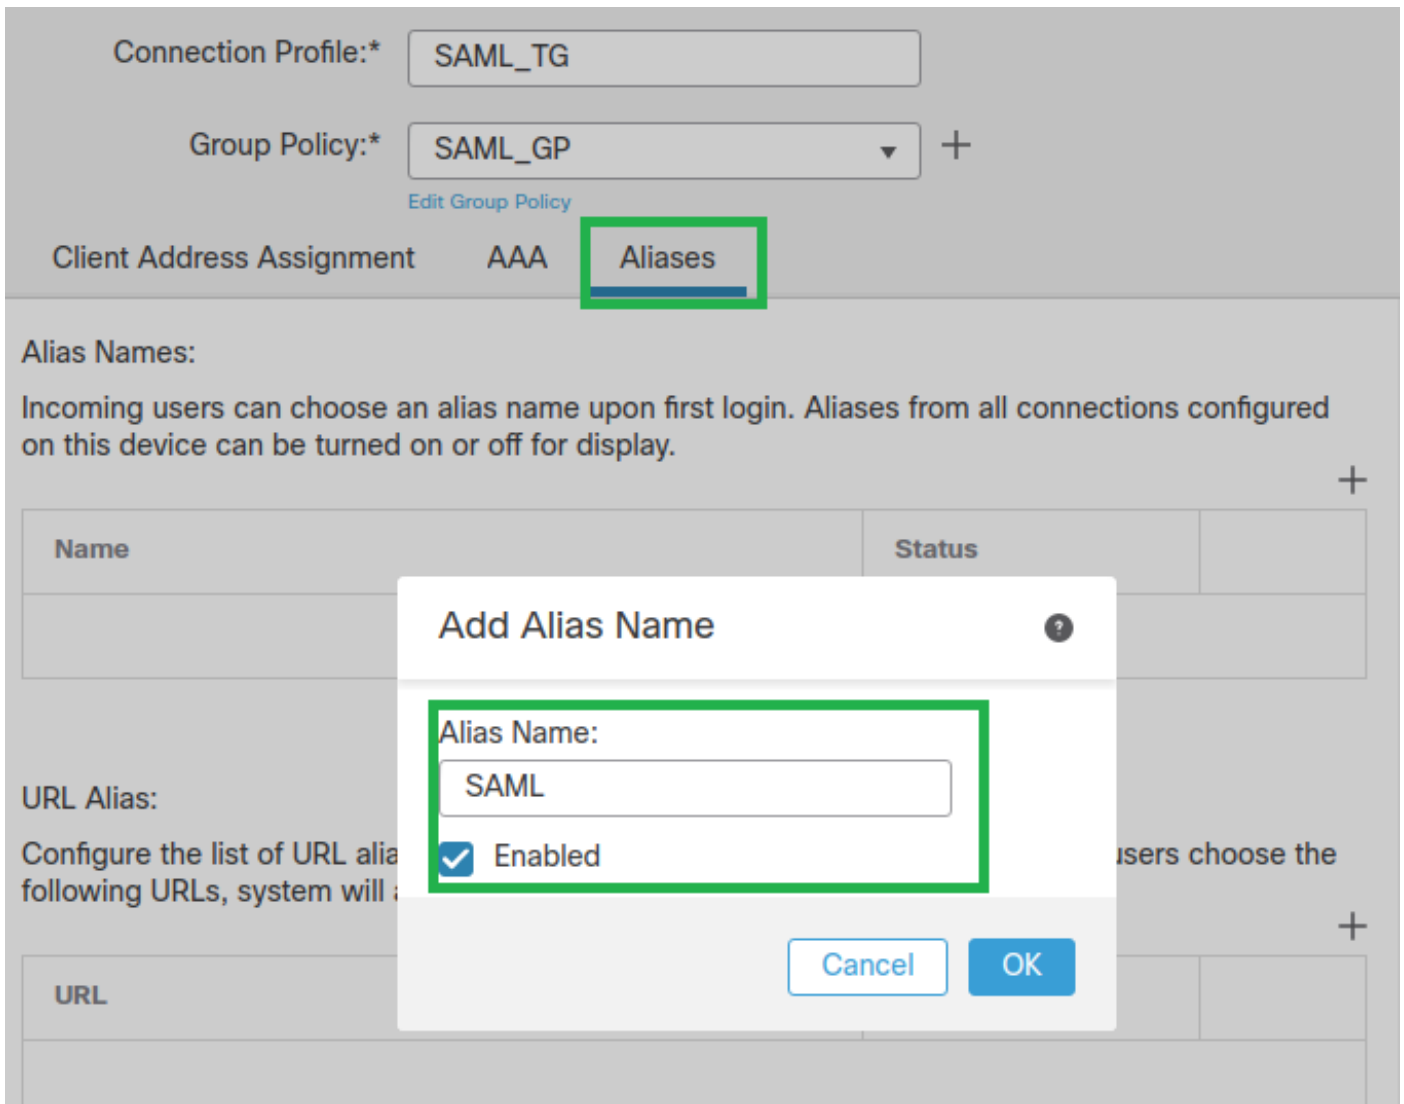 Connection Profile:* SAML_TG
Group Policy:* SAML_GP
Edit Group Policy
Client Address Assignment AAA Aliases
Alias Names:
Incoming users can choose an alias name upon first login. Aliases from all connections configured
on this device can be turned on or off for display.
Name Status
Add Alias Name
?
Alias Name:
SAML
Enabled
Cancel OK
URL Alias:
Configure the list of URL users choose the
following URLs, system will
URL